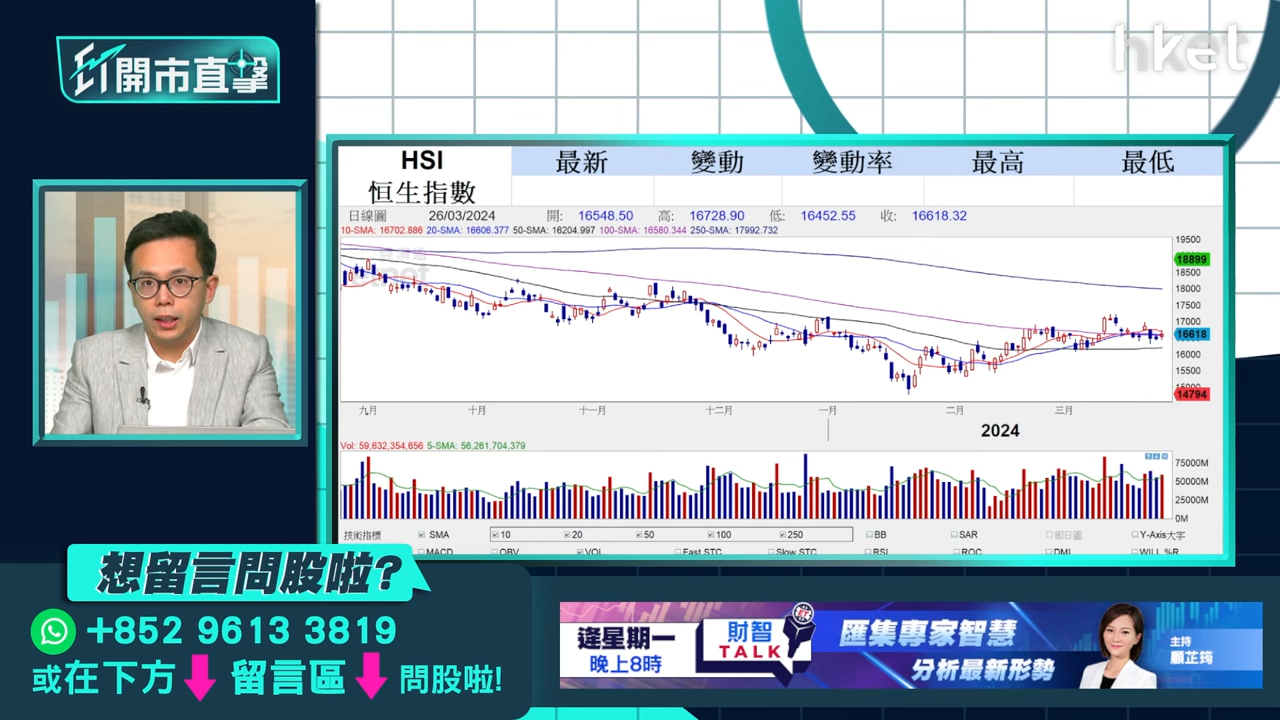 開市直擊
hket
HSI 最新 變動 變動率 最高 最低
恒生指數
日線圖 26/03/2024 開: 16548.50 高: 16728.90 低: 16452.55 收: 16618.32
10-SMA: 16702.886 20-SMA: 16606.377 50-SMA: 16204.997 100-SMA: 16580.344 250-SMA: 17992.732
19500
18899
18500
18000
17500
17000
16618
16000
15500
15000
14794
九月 十月 十一月 十二月 一月 二月 三月
2024
Vol: 59,632,354,656 5-SMA: 56,261,704,379
75000M
50000M
25000M
0M
技術指標 SMA 10 20 50 100 250 BB SAR 即日圖 Y-Axis大字
MACD OBV VOL Fast STC Slow STC RSI ROC DMI WILL %R
想留言問股啦?
+852 9613 3819
或在下方 留言區 問股啦!
逢星期一
晚上8時
財智
TALK
匯集專家智慧
分析最新形勢
主持
顧芷筠